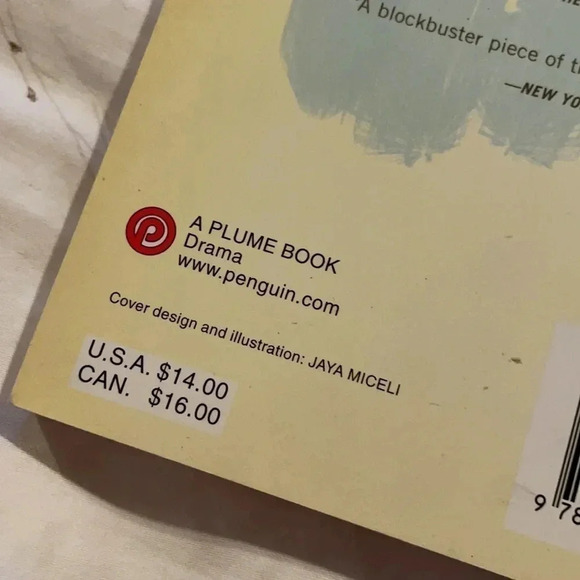 "A blockbuster piece of
—NEW
A PLUME BOOK
Drama
www.penguin.com
Cover design and illustration: JAYA MICELI
U.S.A. $14.00
CAN. $16.00
9 78